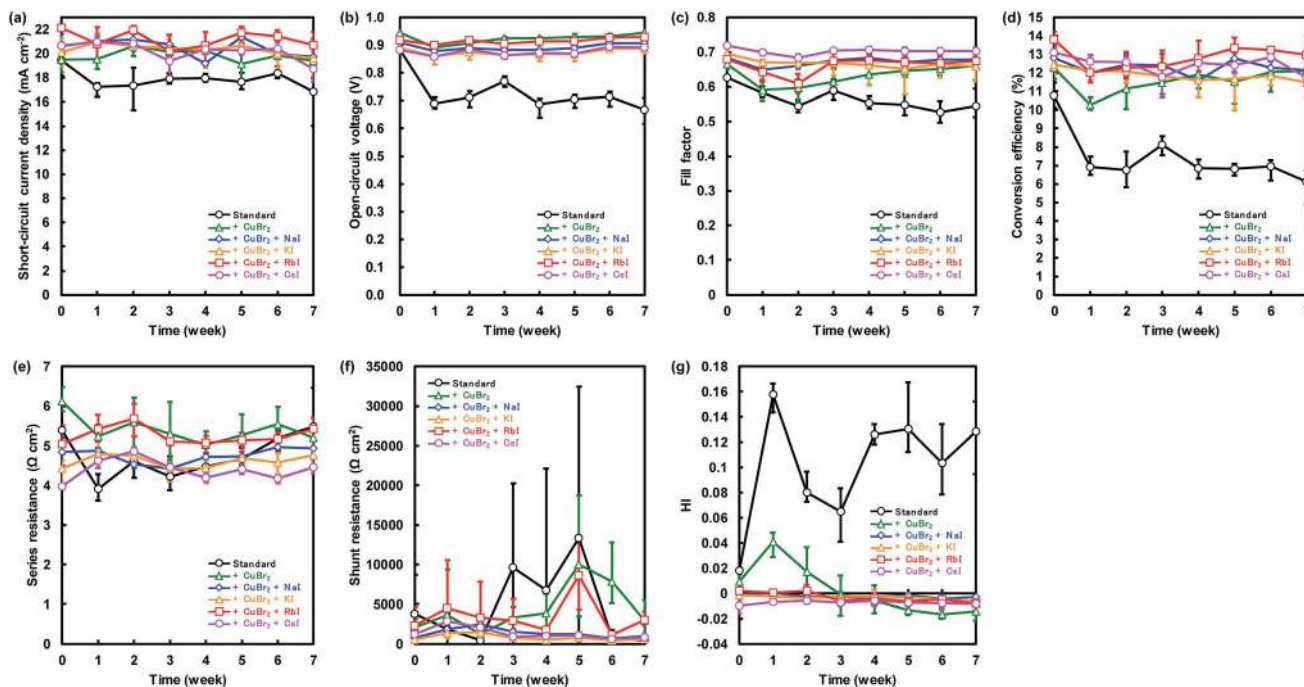 (a)
Short-circuit current density (mA cm⁻²)
22
20
18
16
14
12
10
8
6
4
2
0
Standard
+ CuBr₂
+ CuBr₂ + NaI
+ CuBr₂ + KI
+ CuBr₂ + RbI
+ CuBr₂ + CsI
0 1 2 3 4 5 6 7
Time (week)
(b)
Open-circuit voltage (V)
1.0
0.9
0.8
0.7
0.6
0.5
0.4
0.3
0.2
0.1
0.0
Standard
+ CuBr₂
+ CuBr₂ + NaI
+ CuBr₂ + KI
+ CuBr₂ + RbI
+ CuBr₂ + CsI
0 1 2 3 4 5 6 7
Time (week)
(c)
Fill factor
0.8
0.7
0.6
0.5
0.4
0.3
0.2
0.1
0
Standard
+ CuBr₂
+ CuBr₂ + NaI
+ CuBr₂ + KI
+ CuBr₂ + RbI
+ CuBr₂ + CsI
0 1 2 3 4 5 6 7
Time (week)
(d)
Conversion efficiency (%)
15
14
13
12
11
10
9
8
7
6
5
4
3
2
1
0
Standard
+ CuBr₂
+ CuBr₂ + NaI
+ CuBr₂ + KI
+ CuBr₂ + RbI
+ CuBr₂ + CsI
0 1 2 3 4 5 6 7
Time (week)
(e)
Series resistance (Ω cm²)
7
6
5
4
3
2
1
0
Standard
+ CuBr₂
+ CuBr₂ + NaI
+ CuBr₂ + KI
+ CuBr₂ + RbI
+ CuBr₂ + CsI
0 1 2 3 4 5 6 7
Time (week)
(f)
Shunt resistance (Ω cm²)
35000
30000
25000
20000
15000
10000
5000
0
Standard
+ CuBr₂
+ CuBr₂ + NaI
+ CuBr₂ + KI
+ CuBr₂ + RbI
+ CuBr₂ + CsI
0 1 2 3 4 5 6 7
Time (week)
(g)
HI
0.18
0.16
0.14
0.12
0.10
0.08
0.06
0.04
0.02
0
-0.02
-0.04
Standard
+ CuBr₂
+ CuBr₂ + NaI
+ CuBr₂ + KI
+ CuBr₂ + RbI
+ CuBr₂ + CsI
0 1 2 3 4 5 6 7
Time (week)